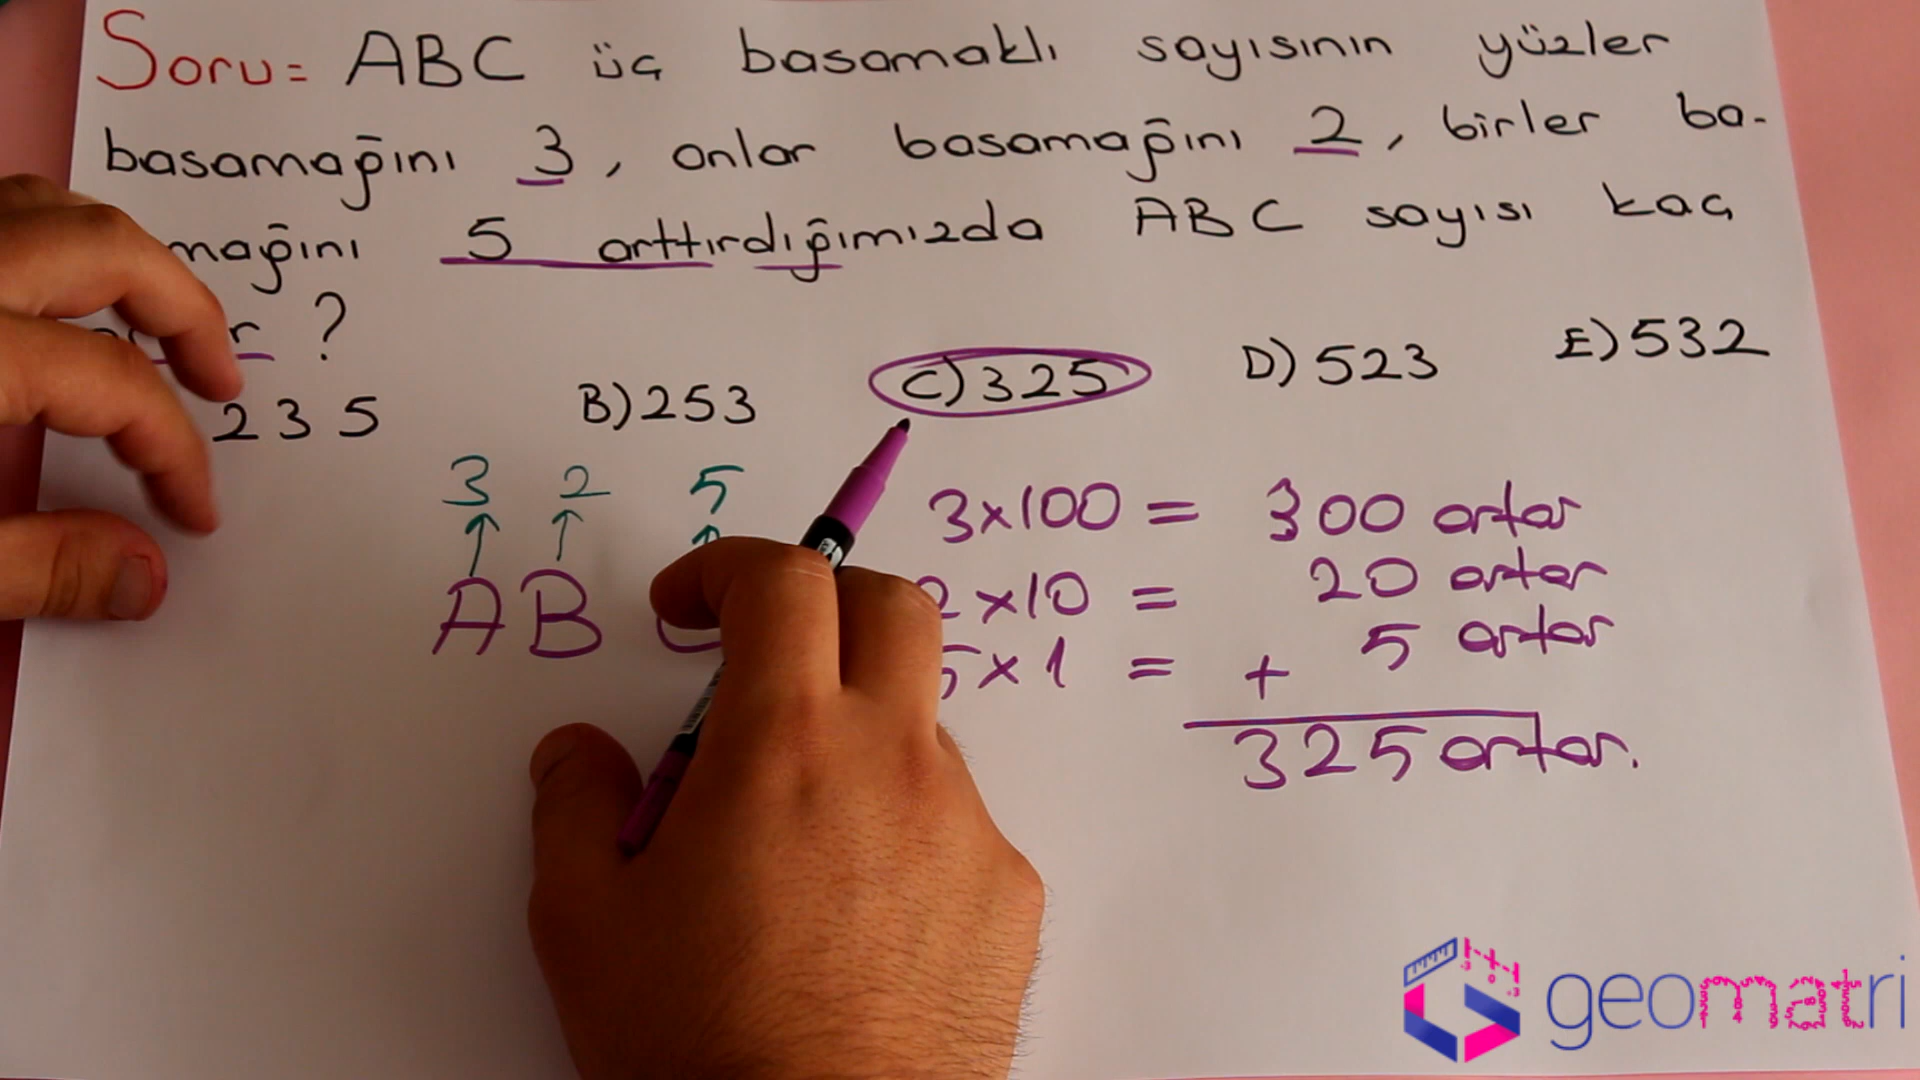 Soru= ABC üç basamaklı sayısının yüzler
basamağını 3, onlar basamağını 2, birler ba-
mağını 5 arttırdığımızda ABC sayısı kaç
?
235 B)253 C)325 D)523 E)532
3 2 5
AB
3x100 = 300 artar
2x10 = 20 artar
5x1 = + 5 artar
325 artar.
geomatri